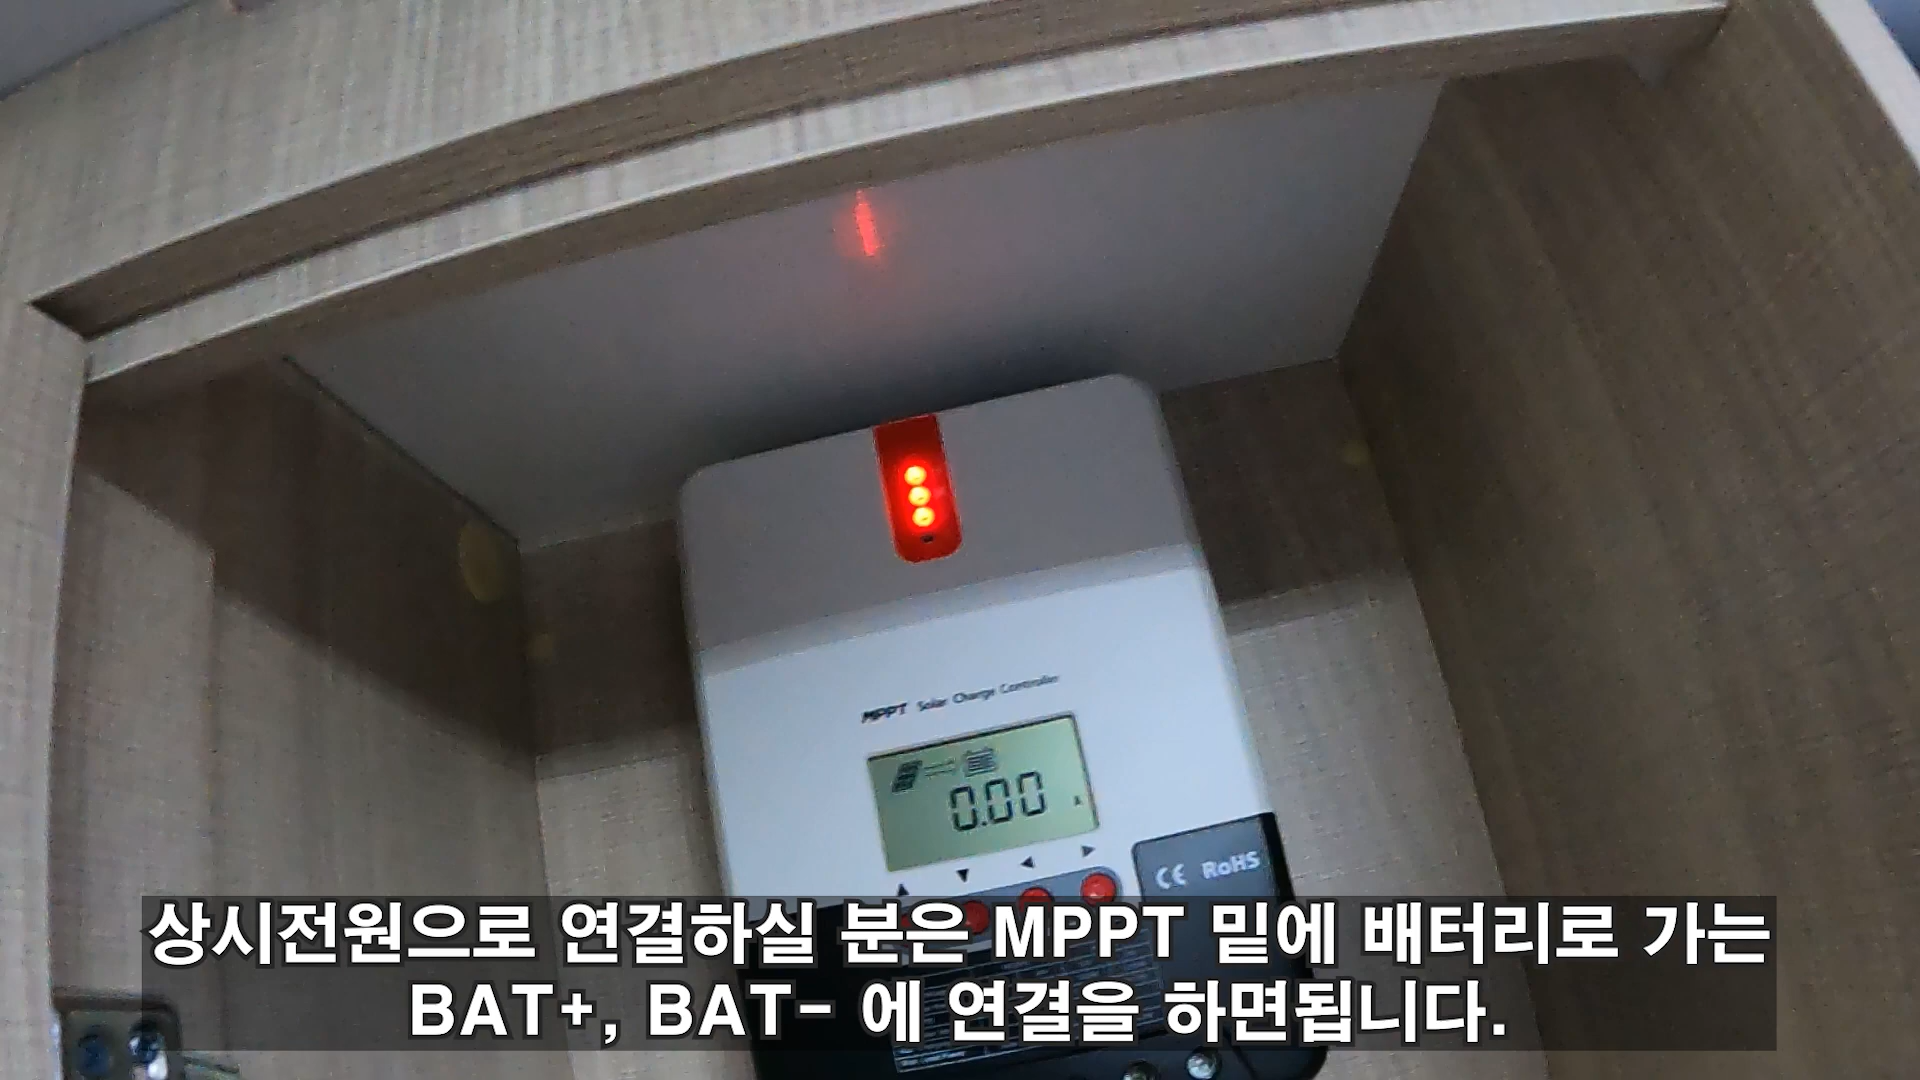 MPPT Solar Charge Controller
0.00 A
CE RoHS
상시전원으로 연결하실 분은 MPPT 밑에 배터리로 가는
BAT+, BAT- 에 연결을 하면됩니다.